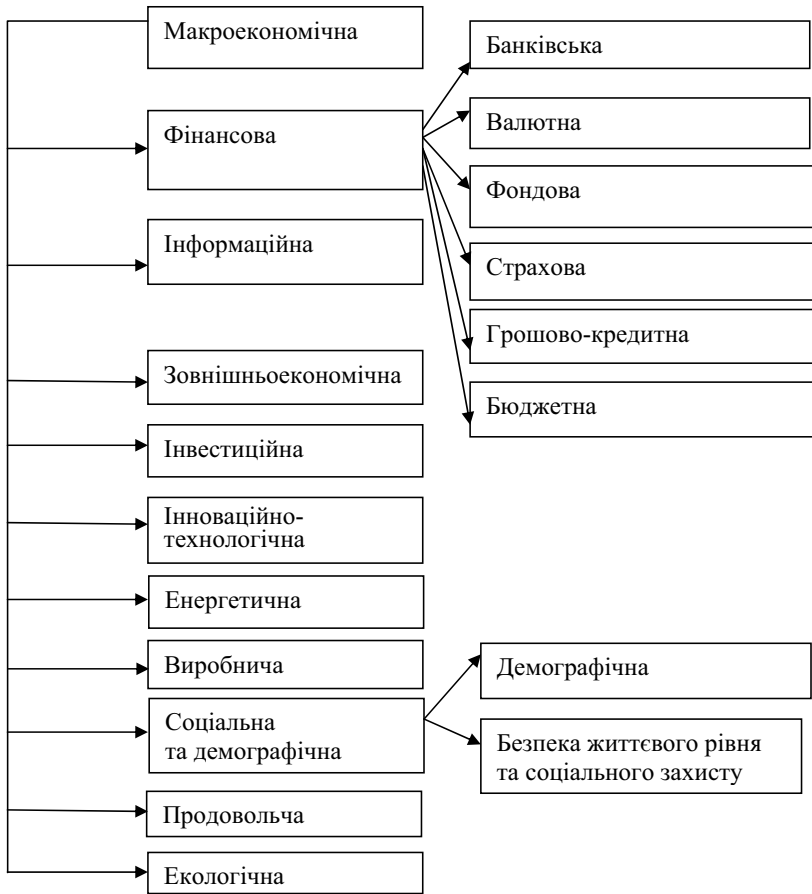 Макроекономічна
Фінансова
Інформаційна
Зовнішньоекономічна
Інвестиційна
Інноваційно-
технологічна
Енергетична
Виробнича
Соціальна
та демографічна
Продовольча
Екологічна
Банківська
Валютна
Фондова
Страхова
Грошово-кредитна
Бюджетна
Демографічна
Безпека життєвого рівня
та соціального захисту